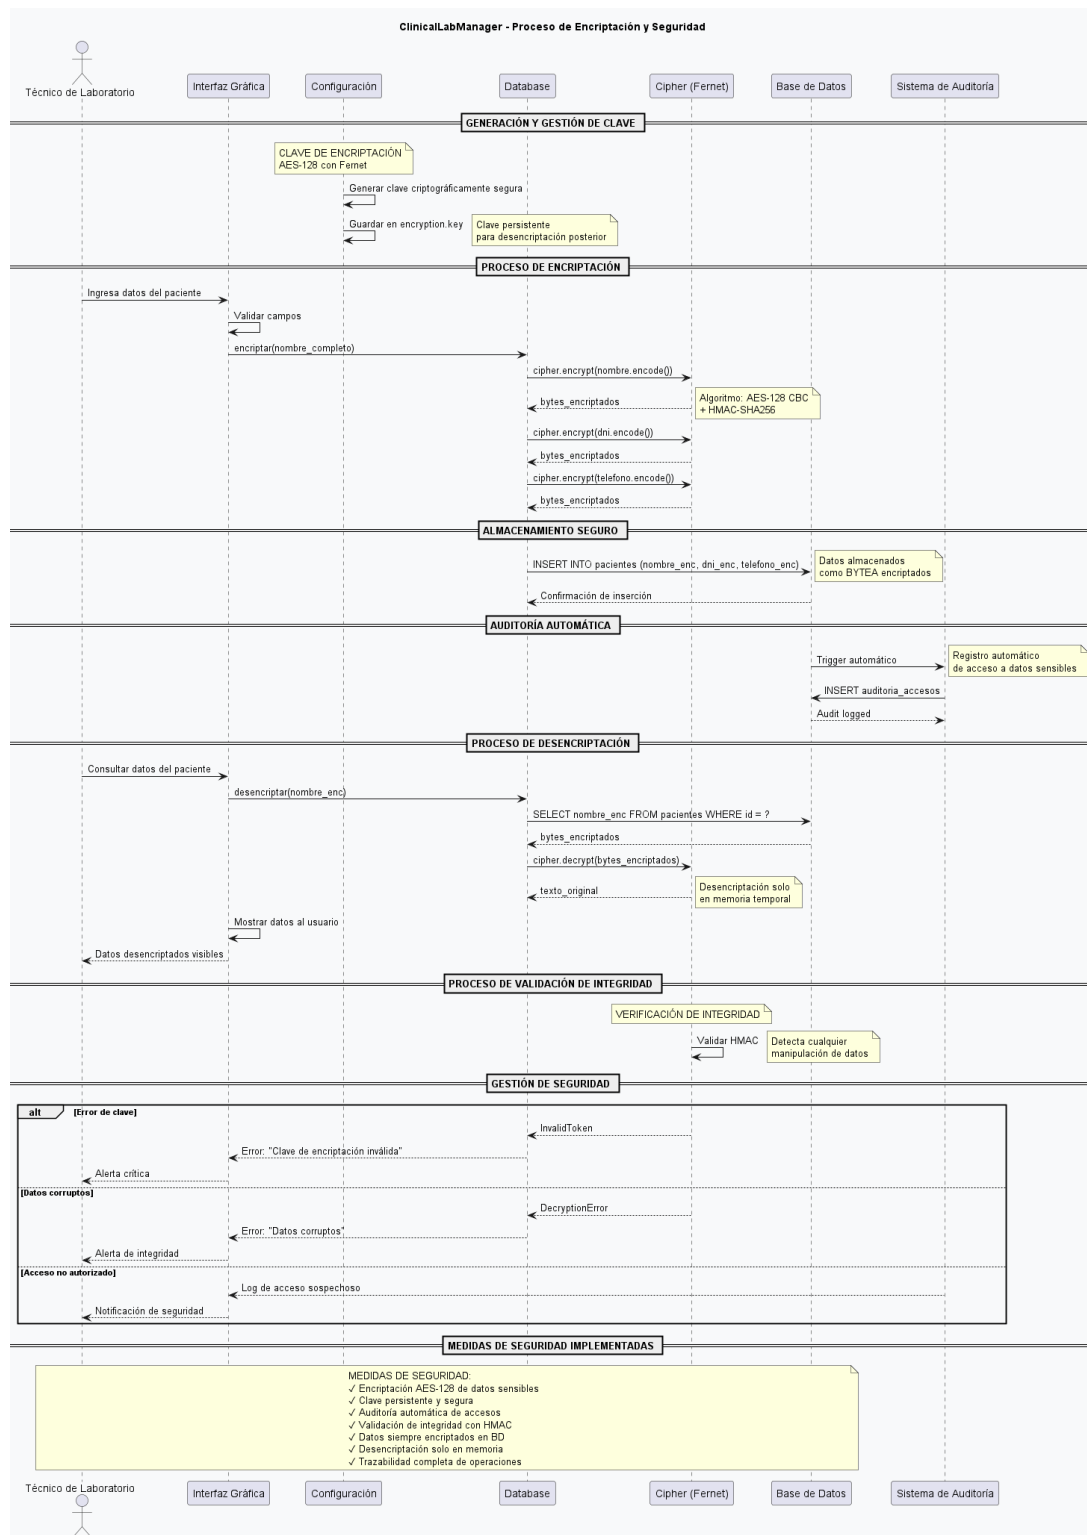 ClinicalLabManager - Proceso de Encriptación y Seguridad
Técnico de Laboratorio
Interfaz Gráfica
Configuración
Database
Cipher (Fernet)
Base de Datos
Sistema de Auditoría
GENERACIÓN Y GESTIÓN DE CLAVE
CLAVE DE ENCRIPTACIÓN
AES-128 con Fernet
Generar clave criptográficamente segura
Guardar en encryption.key
Clave persistente
para desencriptación posterior
PROCESO DE ENCRIPTACIÓN
Ingresa datos del paciente
Validar campos
encriptar(nombre_completo)
cipher.encrypt(nombre.encode())
bytes_encriptados
Algoritmo: AES-128 CBC
+ HMAC-SHA256
cipher.encrypt(dni.encode())
bytes_encriptados
cipher.encrypt(telefono.encode())
bytes_encriptados
ALMACENAMIENTO SEGURO
INSERT INTO pacientes (nombre_enc, dni_enc, telefono_enc)
Datos almacenados
como BYTEA encriptados
Confirmación de inserción
AUDITORÍA AUTOMÁTICA
Trigger automático
Registro automático
de acceso a datos sensibles
INSERT auditoria_accesos
Audit logged
PROCESO DE DESENCRIPTACIÓN
Consultar datos del paciente
desencriptar(nombre_enc)
SELECT nombre_enc FROM pacientes WHERE id = ?
bytes_encriptados
cipher.decrypt(bytes_encriptados)
texto_original
Desencriptación solo
en memoria temporal
Mostrar datos al usuario
Datos desencriptados visibles
PROCESO DE VALIDACIÓN DE INTEGRIDAD
VERIFICACIÓN DE INTEGRIDAD
Validar HMAC
Detecta cualquier
manipulación de datos
GESTIÓN DE SEGURIDAD
alt [Error de clave]
InvalidToken
Error: "Clave de encriptación inválida"
Alerta crítica
[Datos corruptos]
DecryptionError
Error: "Datos corruptos"
Alerta de integridad
[Acceso no autorizado]
Log de acceso sospechoso
Notificación de seguridad
MEDIDAS DE SEGURIDAD IMPLEMENTADAS
MEDIDAS DE SEGURIDAD:
✓ Encriptación AES-128 de datos sensibles
✓ Clave persistente y segura
✓ Auditoría automática de accesos
✓ Validación de integridad con HMAC
✓ Datos siempre encriptados en BD
✓ Desencriptación solo en memoria
✓ Trazabilidad completa de operaciones
Técnico de Laboratorio
Interfaz Gráfica
Configuración
Database
Cipher (Fernet)
Base de Datos
Sistema de Auditoría